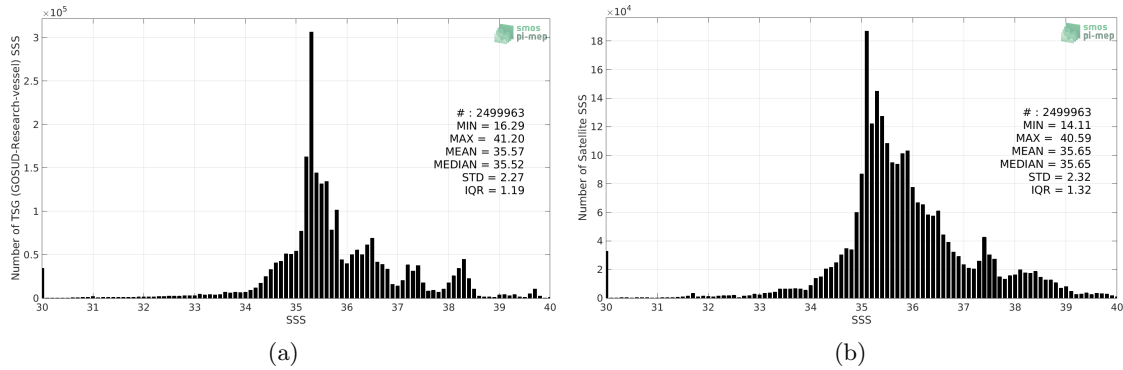 ×10⁵
3
2.5
2
1.5
1
0.5
0
30 31 32 33 34 35 36 37 38 39 40
SSS
Number of TSG (GOSUD-Research-vessel) SSS
smos
pi-mep
# : 2499963
MIN = 16.29
MAX = 41.20
MEAN = 35.57
MEDIAN = 35.52
STD = 2.27
IQR = 1.19
(a)
×10⁴
18
16
14
12
10
8
6
4
2
0
30 31 32 33 34 35 36 37 38 39 40
SSS
Number of Satellite SSS
smos
pi-mep
# : 2499963
MIN = 14.11
MAX = 40.59
MEAN = 35.65
MEDIAN = 35.65
STD = 2.32
IQR = 1.32
(b)